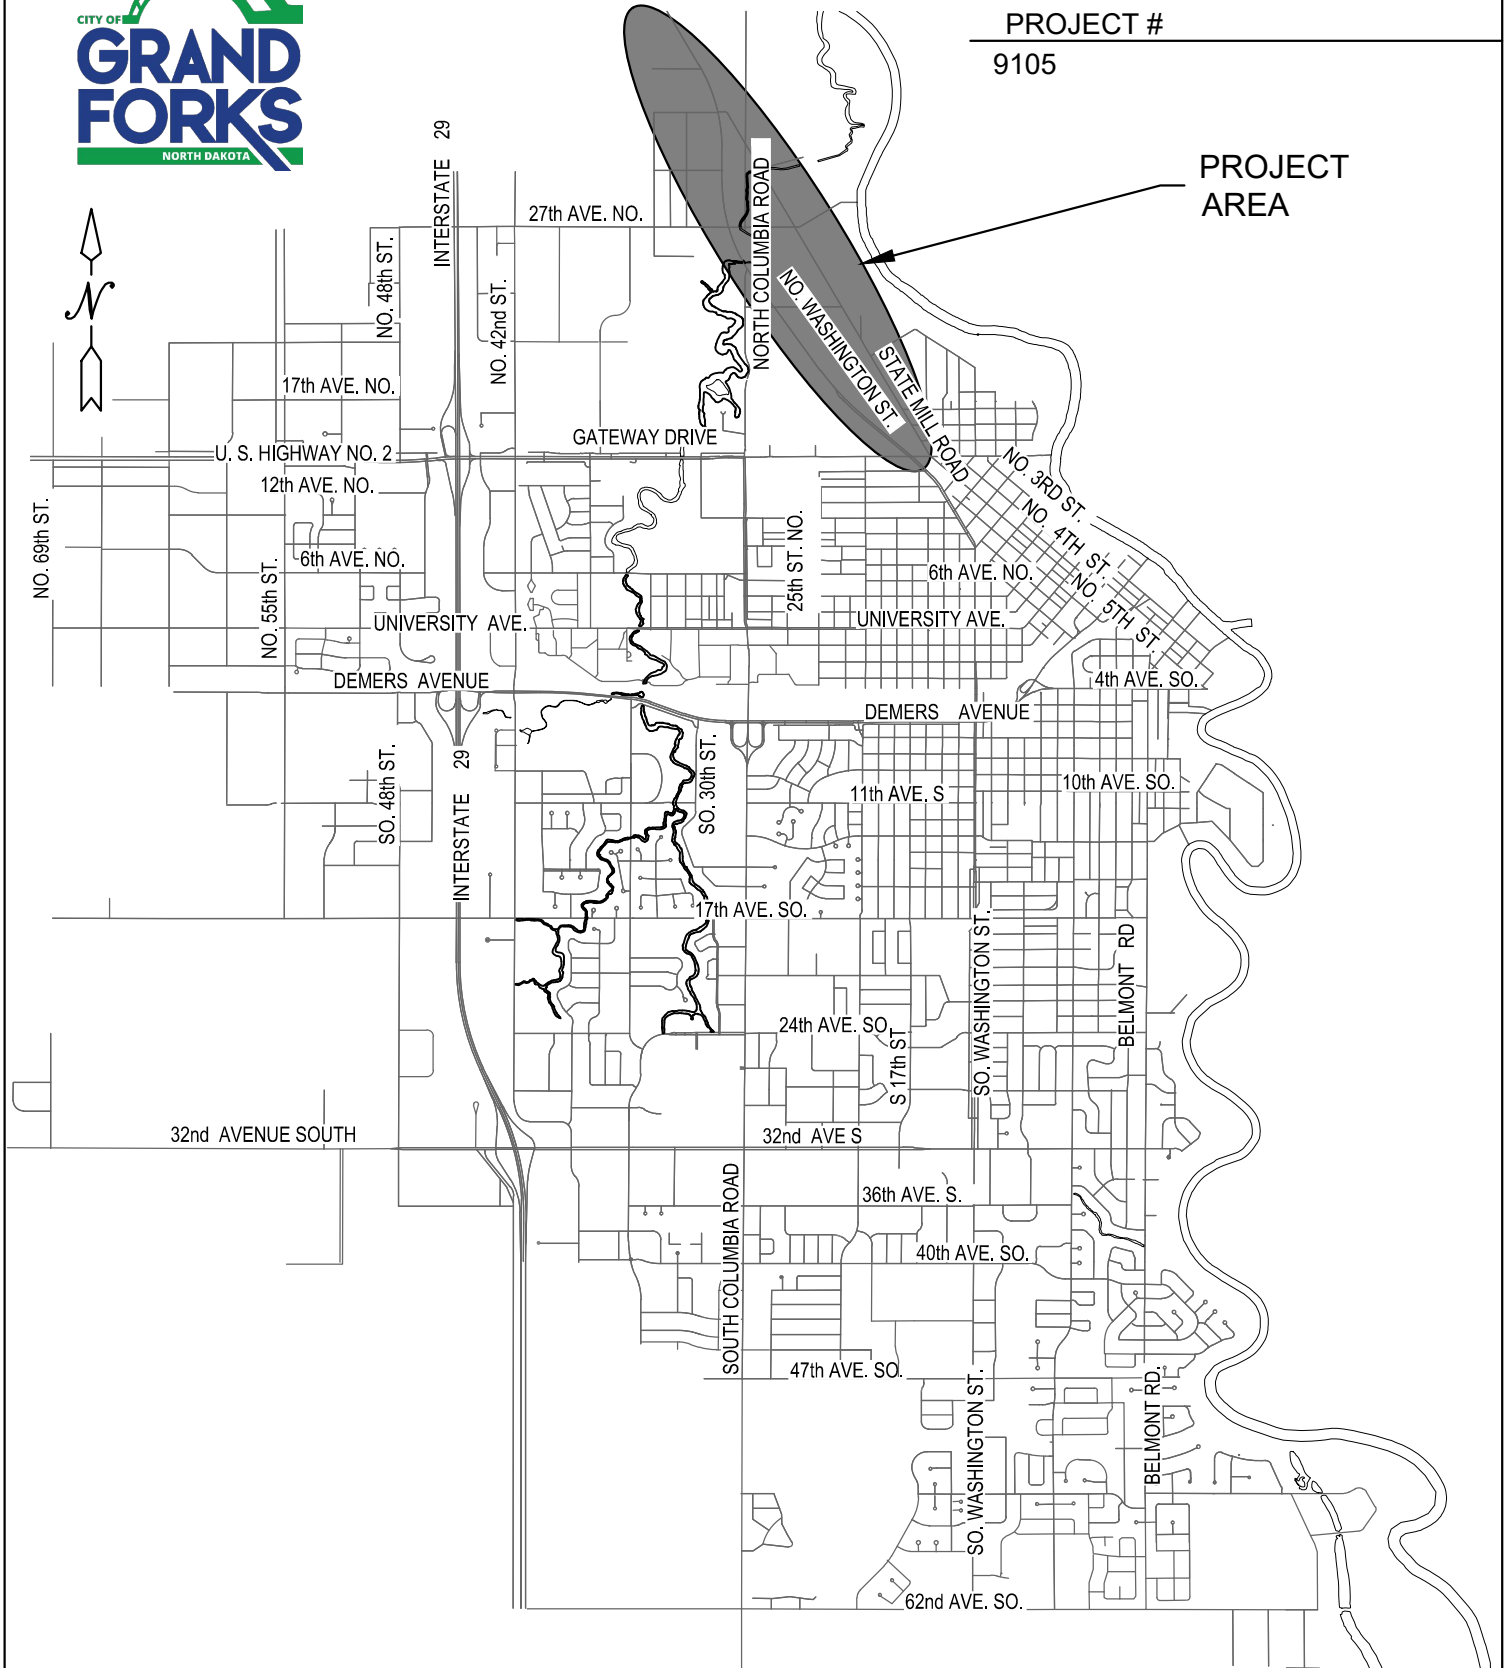 CITY OF
GRAND
FORKS
NORTH DAKOTA
PROJECT #
9105
PROJECT
AREA
N
INTERSTATE 29
27th AVE. NO.
NORTH COLUMBIA ROAD
NO. 48th ST.
NO. 42nd ST.
NO. WASHINGTON ST.
STATE MILL ROAD
17th AVE. NO.
GATEWAY DRIVE
U. S. HIGHWAY NO. 2
12th AVE. NO.
NO. 3RD ST.
NO. 4TH ST.
NO. 5TH ST.
NO. 69th ST.
6th AVE. NO.
NO. 55th ST.
25th ST. NO.
6th AVE. NO.
UNIVERSITY AVE.
UNIVERSITY AVE.
DEMERS AVENUE
4th AVE. SO.
DEMERS AVENUE
SO. 48th ST.
INTERSTATE 29
SO. 30th ST.
11th AVE. S
10th AVE. SO.
17th AVE. SO.
SO. WASHINGTON ST.
BELMONT RD
24th AVE. SO.
S 17th ST
32nd AVENUE SOUTH
32nd AVE S
SOUTH COLUMBIA ROAD
36th AVE. S.
40th AVE. SO.
47th AVE. SO.
SO. WASHINGTON ST.
BELMONT RD.
62nd AVE. SO.